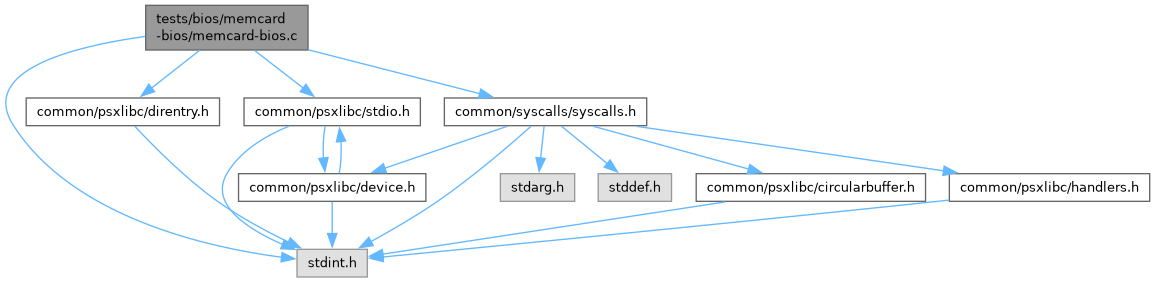 tests/bios/memcard
-bios/memcard-bios.c
common/psxlibc/direntry.h
common/psxlibc/stdio.h
common/syscalls/syscalls.h
common/psxlibc/device.h
stdarg.h
stddef.h
common/psxlibc/circularbuffer.h
common/psxlibc/handlers.h
stdint.h